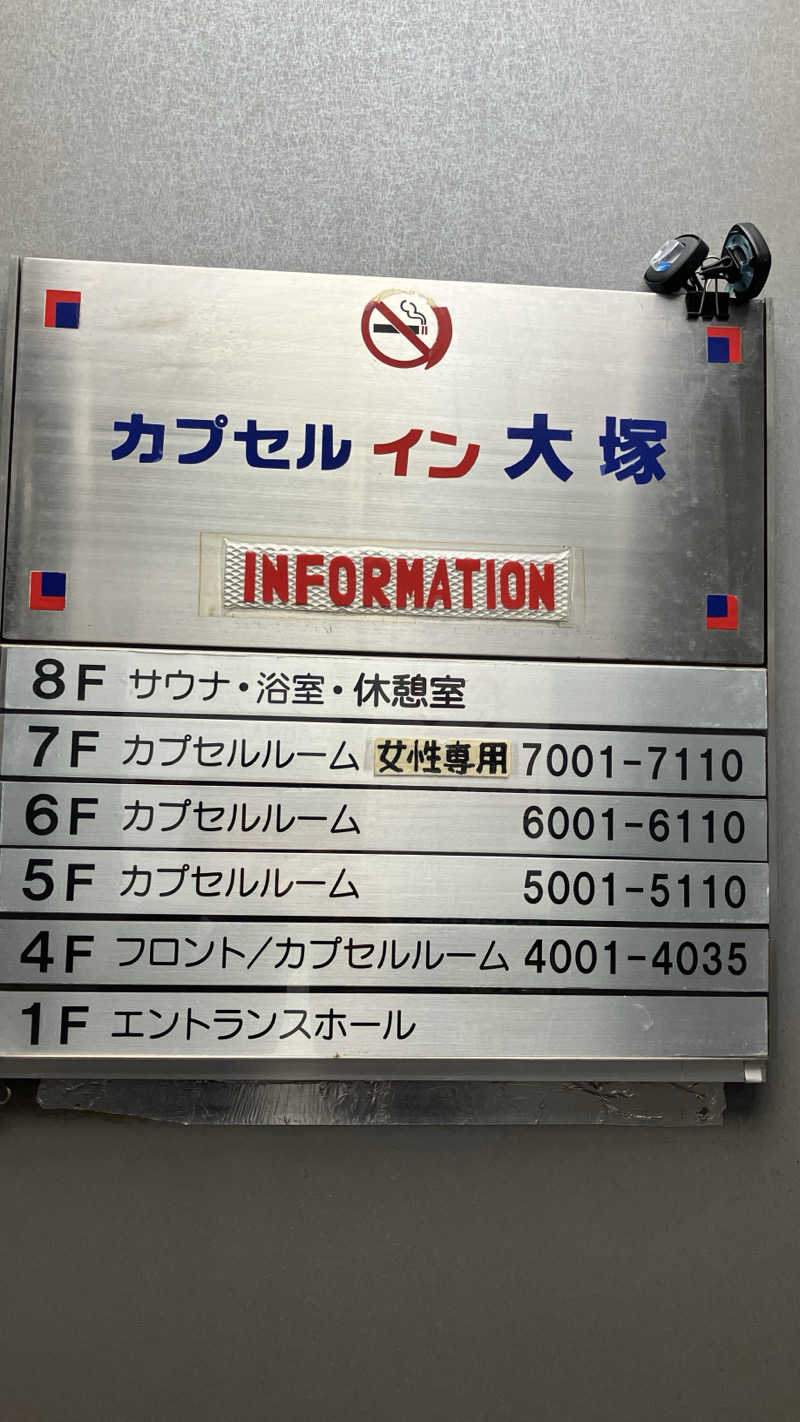 カプセル イン 大塚
INFORMATION
8F サウナ・浴室・休憩室
7F カプセルルーム 女性専用 7001-7110
6F カプセルルーム 6001-6110
5F カプセルルーム 5001-5110
4F フロント/カプセルルーム 4001-4035
1F エントランスホール